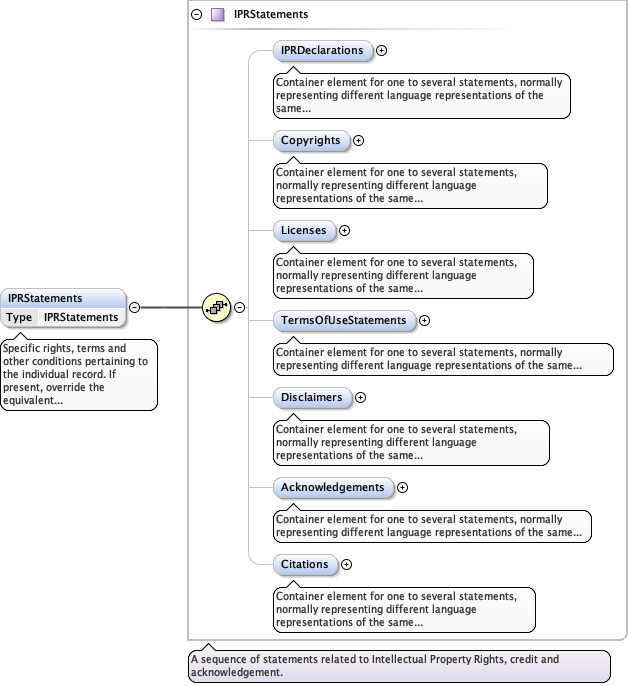 IPRStatements
IPRDeclarations
Container element for one to several statements, normally
representing different language representations of the
same...
Copyrights
Container element for one to several statements,
normally representing different language
representations of the same...
Licenses
Container element for one to several statements,
normally representing different language
representations of the same...
IPRStatements
Type IPRStatements
Specific rights, terms and
other conditions pertaining to
the individual record. If
present, override the
equivalent...
TermsOfUseStatements
Container element for one to several statements, normally
representing different language representations of the same...
Disclaimers
Container element for one to several statements,
normally representing different language
representations of the same...
Acknowledgements
Container element for one to several statements, normally
representing different language representations of the same...
Citations
Container element for one to several statements,
normally representing different language
representations of the same...
A sequence of statements related to Intellectual Property Rights, credit and
acknowledgement.